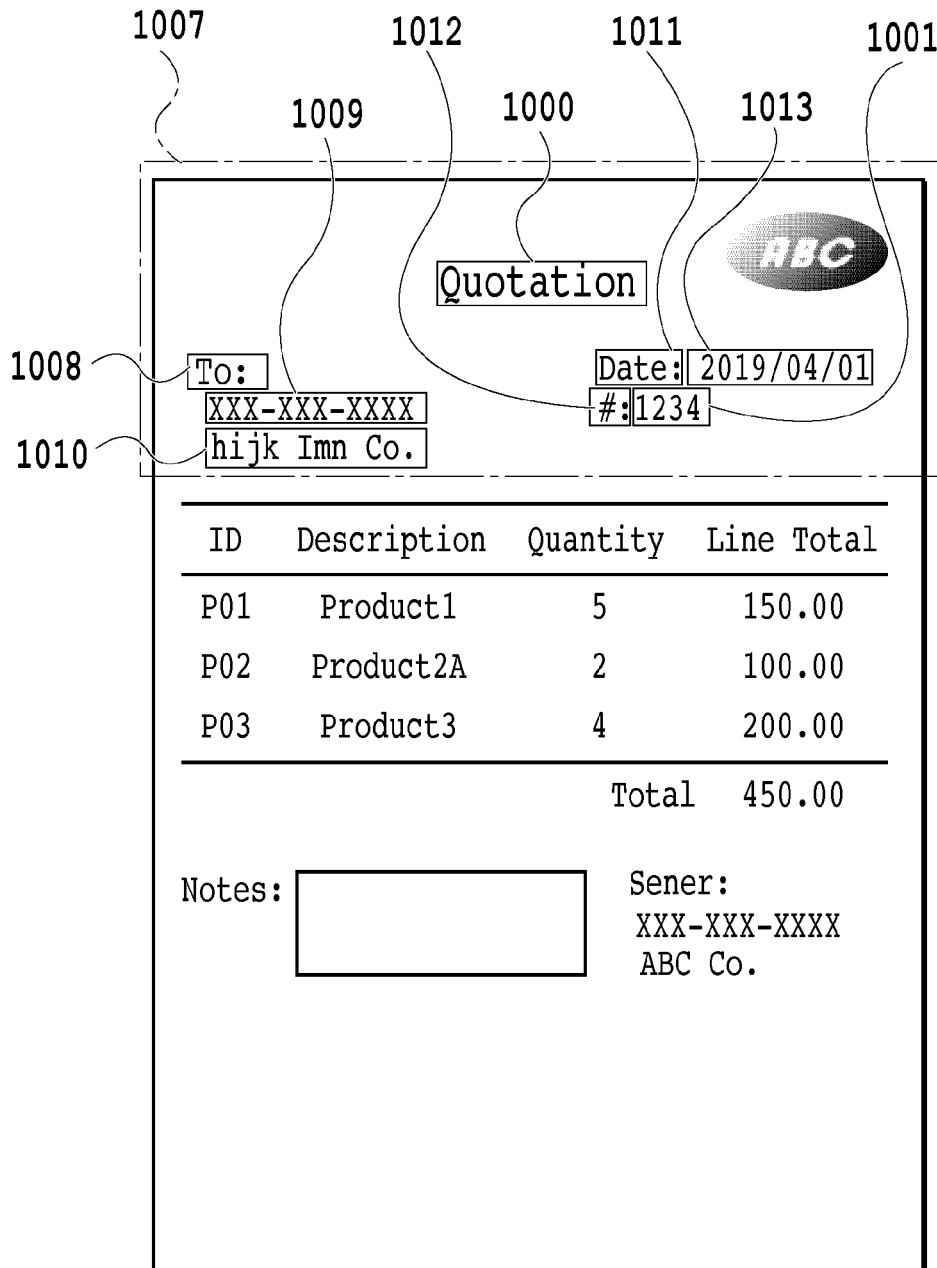 1007 1012 1011 1001
1009 1000 1013
ABC
Quotation
1008 To: Date: 2019/04/01
XXX-XXX-XXXX #:1234
1010 hijk Imn Co.
ID Description Quantity Line Total
P01 Product1 5 150.00
P02 Product2A 2 100.00
P03 Product3 4 200.00
Total 450.00
Notes: Sener:
XXX-XXX-XXXX
ABC Co.